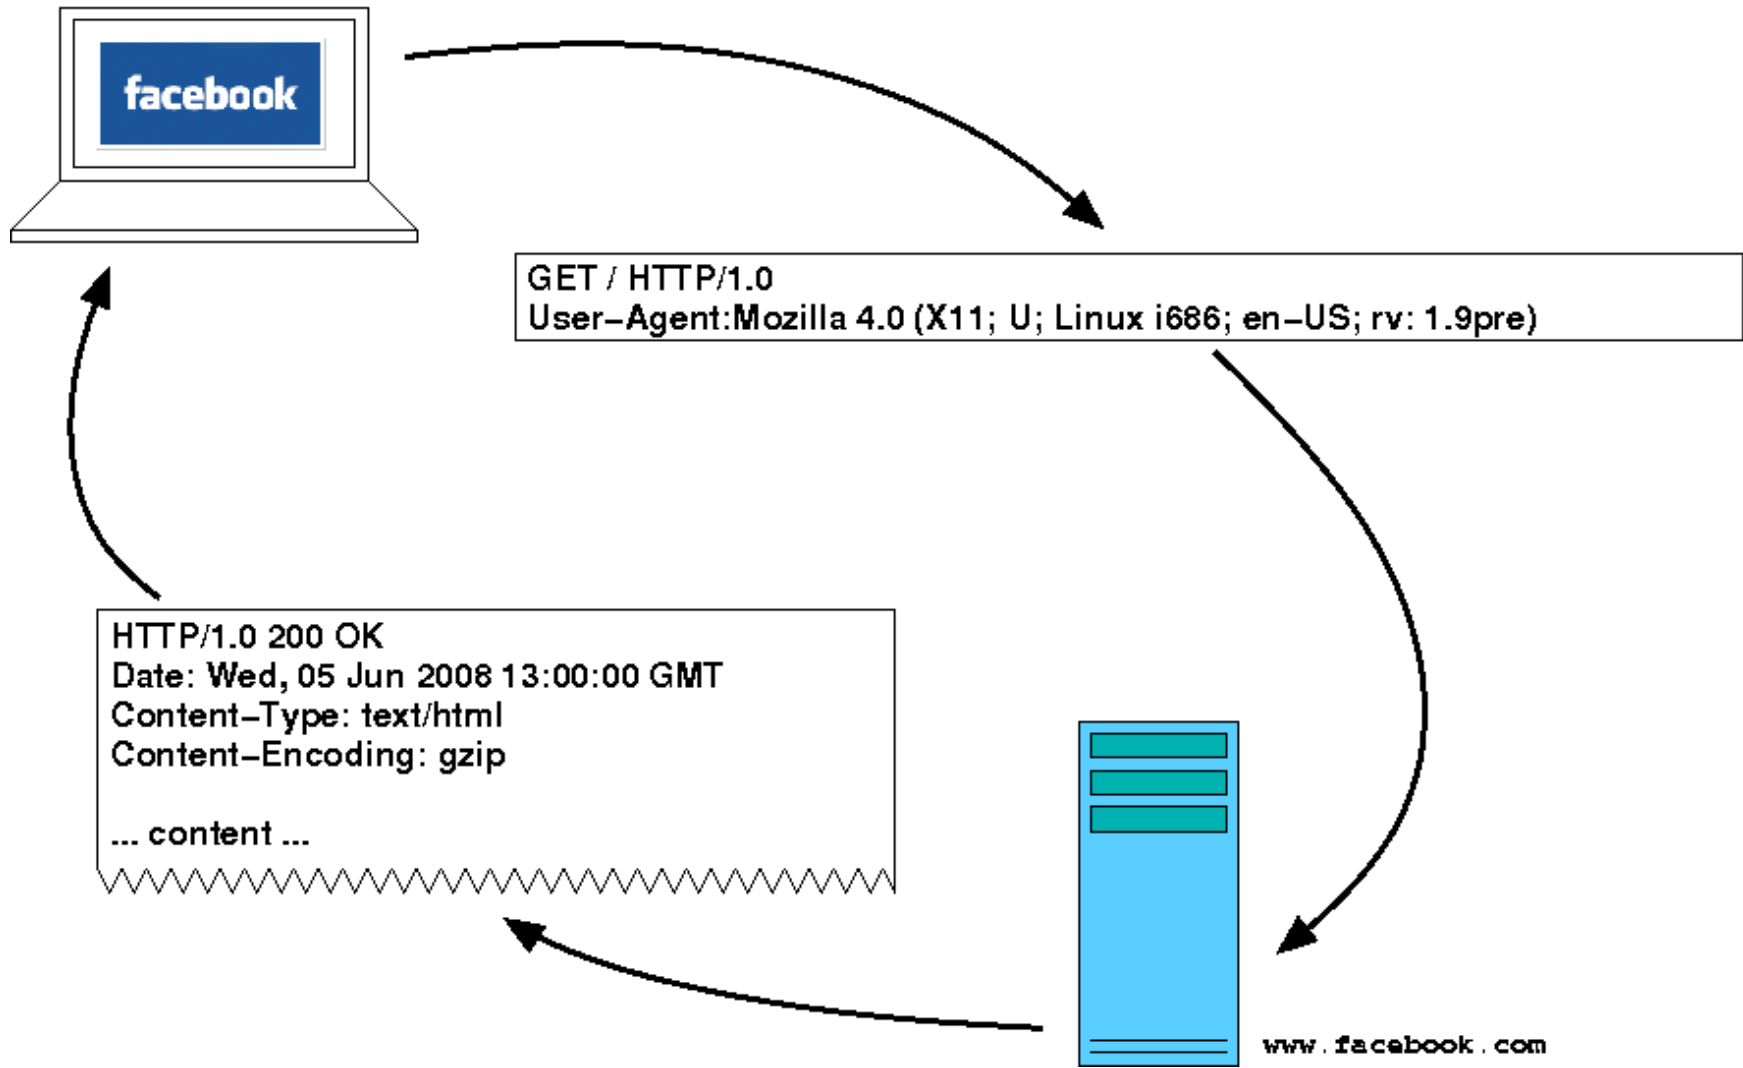 facebook
GET / HTTP/1.0
User-Agent:Mozilla 4.0 (X11; U; Linux i686; en-US; rv: 1.9pre)
HTTP/1.0 200 OK
Date: Wed, 05 Jun 2008 13:00:00 GMT
Content-Type: text/html
Content-Encoding: gzip
... content ...
www.facebook.com